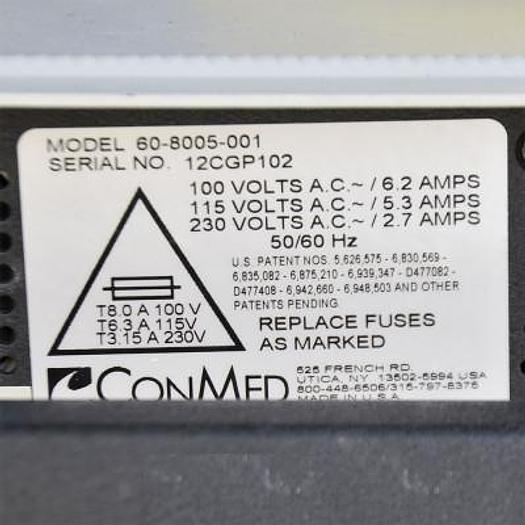 MODEL 60-8005-001
SERIAL NO. 12CGP102
100 VOLTS A.C.~ / 6.2 AMPS
115 VOLTS A.C.~ / 5.3 AMPS
230 VOLTS A.C.~ / 2.7 AMPS
50/60 Hz
U.S. PATENT NOS. 5,626,575 - 6,830,569 -
6,835,082 - 6,875,210 - 6,939,347 - D477082 -
D477408 - 6,942,660 - 6,948,503 AND OTHER
PATENTS PENDING
T8.0 A 100 V
T6.3 A 115V
T3.15 A 230V
REPLACE FUSES
AS MARKED
CONMED
525 FRENCH RD.
UTICA, NY 13502-5994 USA
800-448-6506/315-797-8375
MADE IN U.S.A.